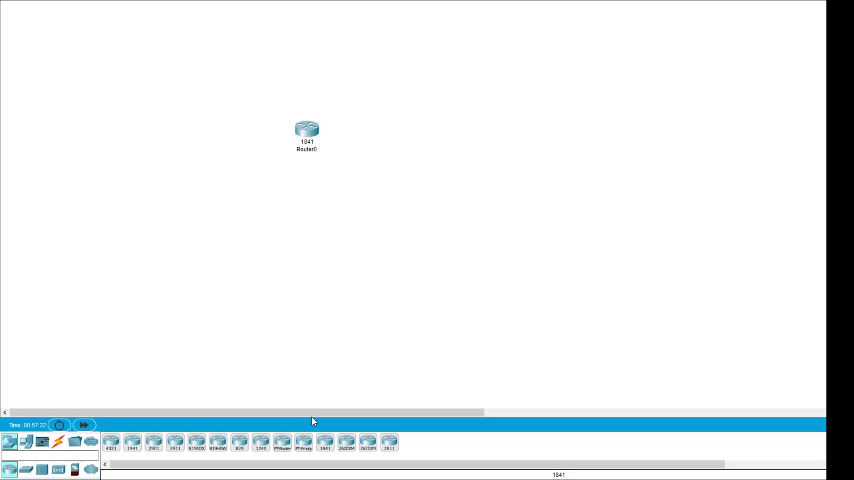 1841
Router0
Time: 00:57:22
4321
1941
2901
2911
819IOX
819HGW
829
1240
PT-Router
PT-Empty
1841
2620XM
2621XM
2811
1841